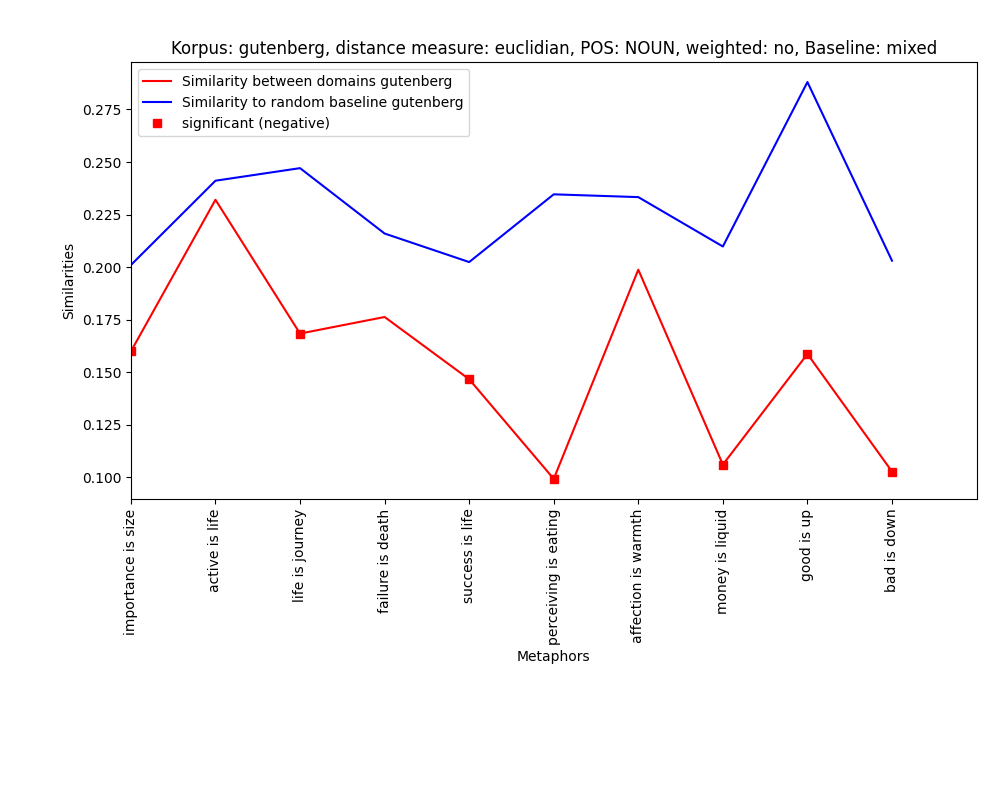 Korpus: gutenberg, distance measure: euclidian, POS: NOUN, weighted: no, Baseline: mixed
Similarity between domains gutenberg
Similarity to random baseline gutenberg
significant (negative)
0.275
0.250
0.225
0.200
0.175
0.150
0.125
0.100
Similarities
importance is size
active is life
life is journey
failure is death
success is life
perceiving is eating
affection is warmth
money is liquid
good is up
bad is down
Metaphors